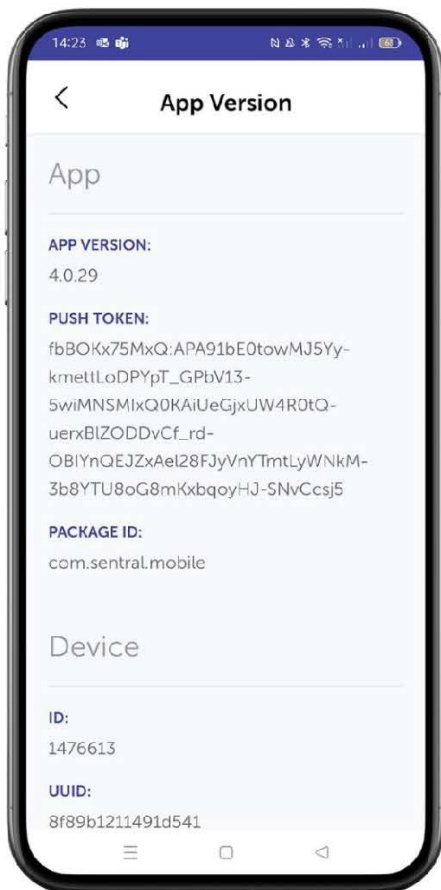 14:23
App Version
App
APP VERSION:
4.0.29
PUSH TOKEN:
fbBOKx75MxQ:APA91bE0towMJ5Yy-
kmettLoDPYpT_GPbV13-
5wiMNSMIxQ0KAiUeGjxUW4R0tQ-
uerxBlZODDvCf_rd-
OBIYnQEJZxAel28FJyVnYTmtLyWNkM-
3b8YTU8oG8mKxbqoyHJ-SNvCcsj5
PACKAGE ID:
com.sentral.mobile
Device
ID:
1476613
UUID:
8f89b1211491d541